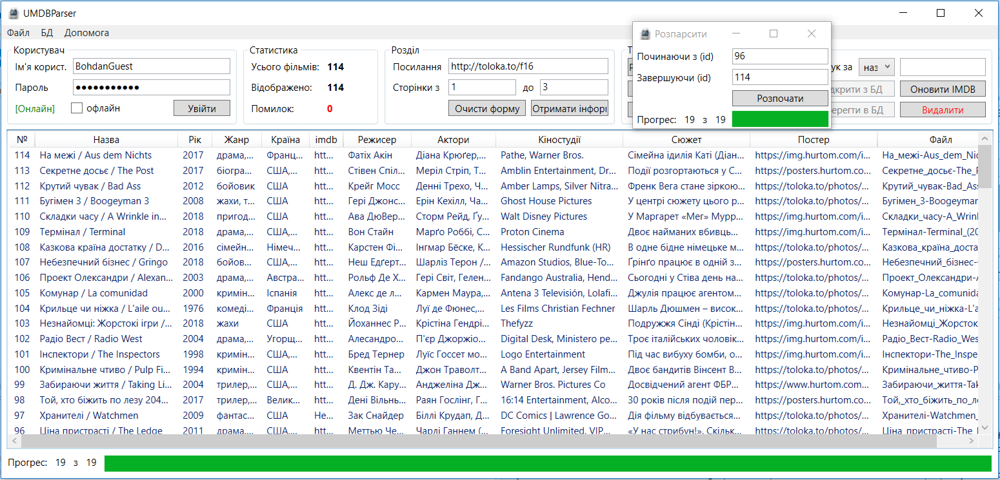 UMDBParser
Файл БД Допомога
Розпарсити
Починаючи з (id) 96
Завершуючи (id) 114
Розпочати
Прогрес: 19 з 19
Користувач
Ім'я корист. BohdanGuest
Пароль ●●●●●●●●●●●
[Онлайн] офлайн Увійти
Статистика
Усього фільмів: 114
Відображено: 114
Помилок: 0
Розділ
Посилання http://toloka.to/f16
Сторінки з 1 до 3
Очисти форму Отримати інфор
ук за наз
дкрити з БД Оновити IMDB
ерегти в БД Видалити
№ Назва Рік Жанр Країна imdb Режисер Актори Кіностудії Сюжет Постер Файл
114 На межі / Aus dem Nichts 2017 драма,... Франц... htt... Фатіх Акін Діана Крюґер,... Pathe, Warner Bros. Сімейна ідилія Каті (Діан... https://img.hurtom.com/i... На_межі-Aus_dem_Nic
113 Секретне досьє / The Post 2017 біогра... США,... htt... Стівен Спіл... Меріл Стріп, Т... Amblin Entertainment, Dr... Події розгортаються у С... https://posters.hurtom.co... Секретне_досьє-The_P
112 Крутий чувак / Bad Ass 2012 бойовик США htt... Крейг Мосс Денні Трехо, Ч... Amber Lamps, Silver Nitra... Френк Вега стане зіркою... https://toloka.to/photos/... Крутий_чувак-Bad_Ass
111 Бугімен 3 / Boogeyman 3 2008 жахи, т... США htt... Гері Джонс... Ерін Кехілл, Ча... Ghost House Pictures У центрі сюжету цього р... https://img.hurtom.com/i... Бугімен_3-Boogeyman
110 Складки часу / A Wrinkle in... 2018 пригод... США htt... Ава ДюВер... Сторм Рейд, Ґу... Walt Disney Pictures У Маргарет «Мег» Мурр... https://img.hurtom.com/i... Складки_часу-A_Wrinkl
109 Термінал / Terminal 2018 драма,... США,... htt... Вон Стайн Марґо Роббі, С... Proton Cinema Двоє найманих вбивць... https://img.hurtom.com/i... Термінал-Terminal_(20
108 Казкова країна достатку / D... 2016 сімейн... Німеч... htt... Карстен Фі... Інгмар Бёске, К... Hessischer Rundfunk (HR) В одне бідне німецьке м... https://toloka.to/photos/... Казкова_країна_доста
107 Небезпечний бізнес / Gringo 2018 бойов... США,... htt... Неш Едґерт... Шарліз Терон /... Amazon Studios, Blue-To... Ґрінґо працює в одній з... https://posters.hurtom.co... Небезпечний_бізнес-
106 Проект Олександри / Alexan... 2003 драма,... Австра... htt... Рольф Де Х... Гері Світ, Гелен... Fandango Australia, Hend... Сьогодні у Стіва день на... https://toloka.to/photos/... Проект_Олександри-A
105 Комунар / La comunidad 2000 кримін... Іспанія htt... Алекс де л... Кармен Маура,... Antena 3 Televisión, Lolafi... Джулія працює агентом... https://toloka.to/photos/... Комунар-La_comunida
104 Крильце чи ніжка / L'aile ou... 1976 комеді... Франція htt... Клод Зіді Луї де Фюнес,... Les Films Christian Fechner Шарль Дюшмен – висок... https://toloka.to/photos/... Крильце_чи_ніжка-L'a
103 Незнайомці: Жорстокі ігри /... 2018 жахи США htt... Йоханнес Р... Крістіна Гендрі... Thefyzz Подружжя Сінді (Крістін... https://img.hurtom.com/i... Незнайомці_Жорсток
102 Радіо Вест / Radio West 2004 драма,... Угорщ... htt... Алесандро... П'єр Джоржіо... Digital Desk, Ministero pe... Троє італійських чоловік... https://img.hurtom.com/i... Радіо_Вест-Radio_Wes
101 Інспектори / The Inspectors 1998 кримін... США,... htt... Бред Тернер Луїс Госсет мо... Logo Entertainment Під час вибуху бомби, о... https://img.hurtom.com/i... Інспектори-The_Inspe
100 Кримінальне чтиво / Pulp Fi... 1994 кримін... США htt... Квентін Та... Джон Траволт... A Band Apart, Jersey Film... Двоє бандитів Вінсент В... https://toloka.to/photos/... Кримінальне_чтиво-P
99 Забираючи життя / Taking Li... 2004 трилер,... США,... htt... Д. Дж. Кару... Анджеліна Дж... Warner Bros. Pictures Co Досвідчений агент ФБР... https://www.hurtom.com... Забираючи_життя-Tak
98 Той, хто біжить по лезу 204... 2017 трилер,... Велик... htt... Дені Вільнь... Раян Гослінг, Г... 16:14 Entertainment, Alco... 30 років після подій пер... https://posters.hurtom.co... Той,_хто_біжить_по_л
97 Хранителі / Watchmen 2009 фантас... Не... htt... Зак Снайдер Біллі Крудап, Д... DC Comics | Lawrence Go... Дія фільму відбувається... https://toloka.to/photos/... Хранителі-Watchmen_
96 Ціна пристрасті / The Ledge 2011 драма,... США,... htt... Меттью Че... Чарлі Ганнем (... Foresight Unlimited, VIP... «У нас стрибун!». Скільк... https://toloka.to/photos/... Ціна_пристрасті-The_
Прогрес: 19 з 19